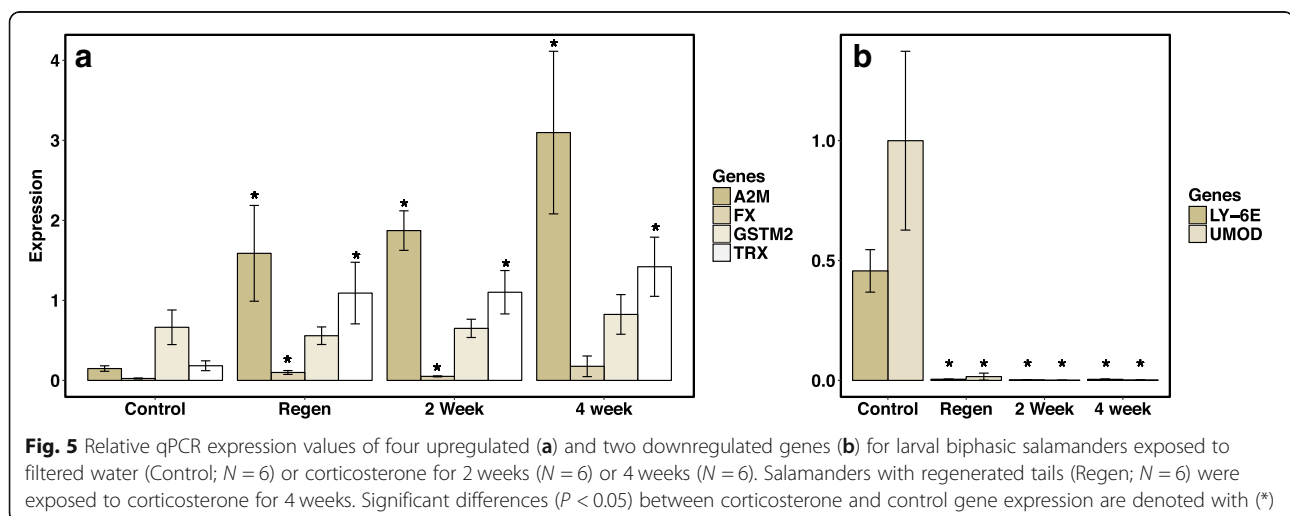 a
4
3
2
1
0
Expression
*
*
*
*
*
*
*
*
Control
Regen
2 Week
4 week
Genes
A2M
FX
GSTM2
TRX
b
1.0
0.5
0.0
* * * * * *
Control
Regen
2 Week
4 week
Genes
LY–6E
UMOD
Fig. 5 Relative qPCR expression values of four upregulated (a) and two downregulated genes (b) for larval biphasic salamanders exposed to
filtered water (Control; N = 6) or corticosterone for 2 weeks (N = 6) or 4 weeks (N = 6). Salamanders with regenerated tails (Regen; N = 6) were
exposed to corticosterone for 4 weeks. Significant differences (P < 0.05) between corticosterone and control gene expression are denoted with (*)